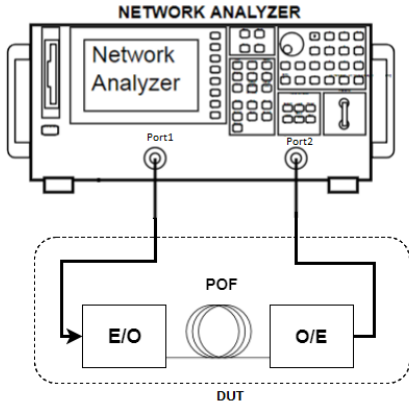 NETWORK ANALYZER
Network
Analyzer
Port1
Port2
POF
E/O
O/E
DUT